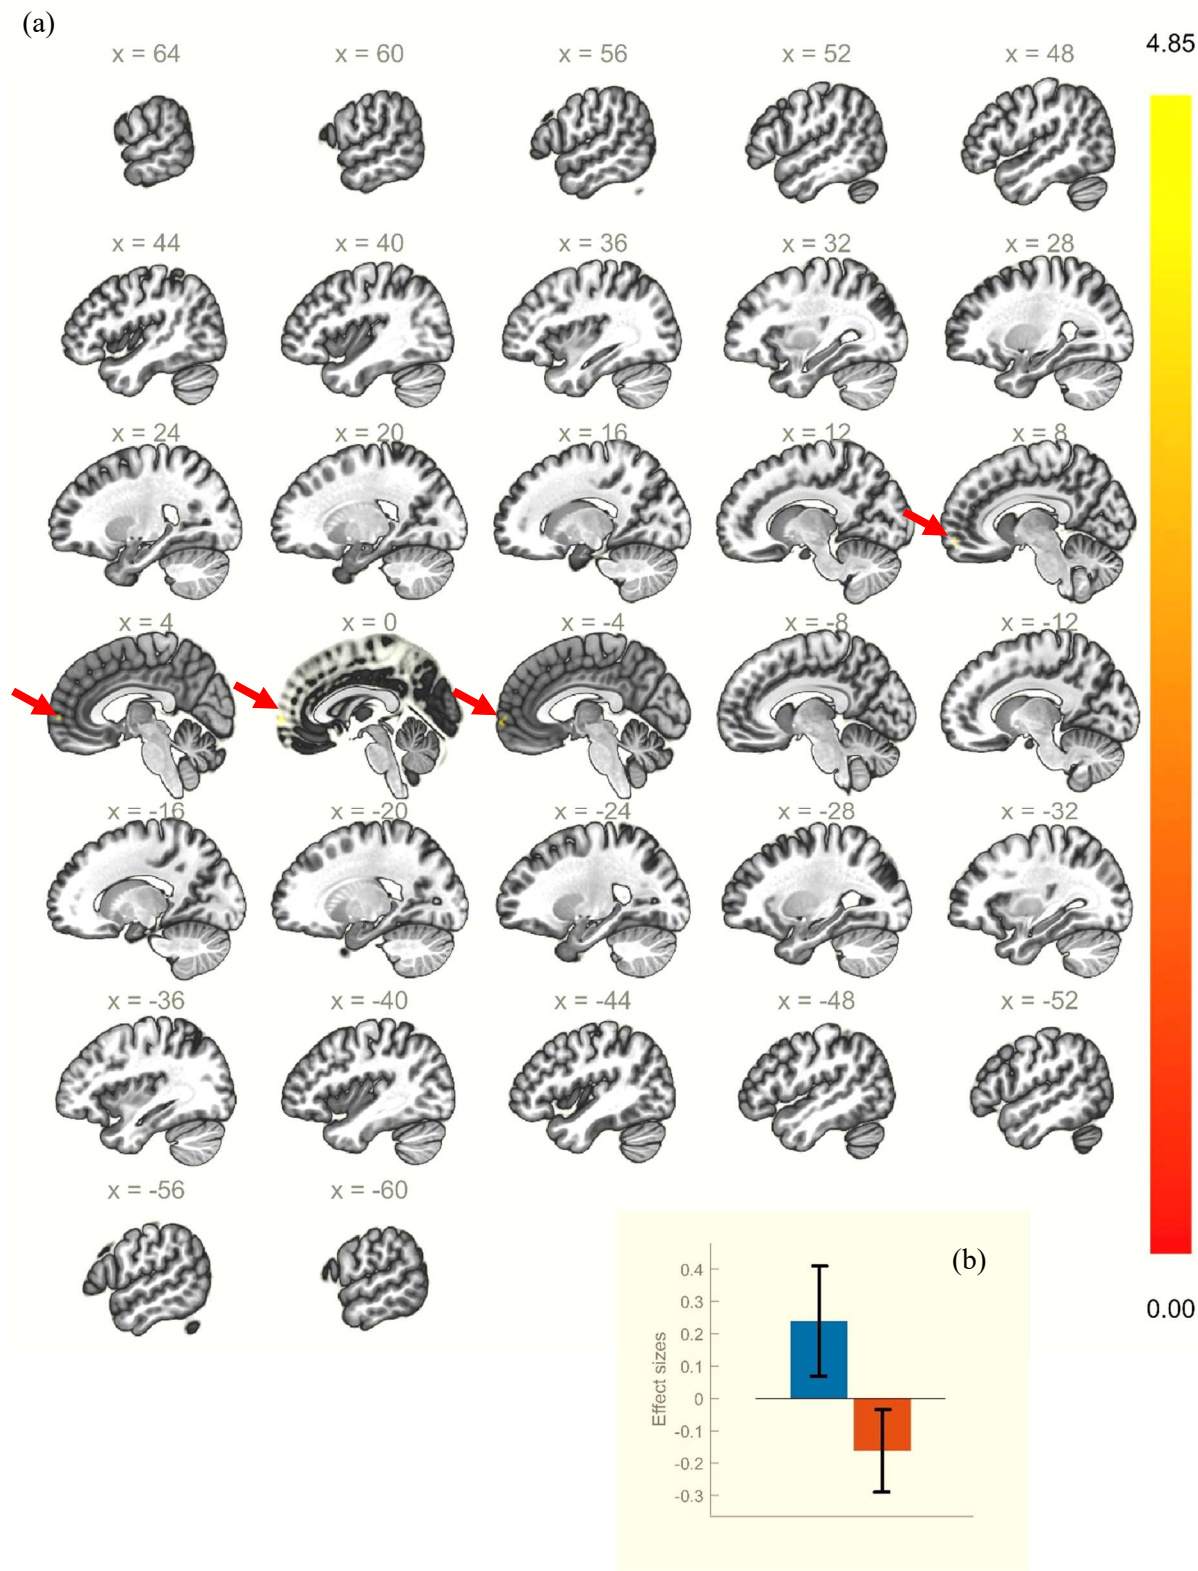 (a)
x = 64
x = 60
x = 56
x = 52
x = 48
4.85
x = 44
x = 40
x = 36
x = 32
x = 28
x = 24
x = 20
x = 16
x = 12
x = 8
x = 4
x = 0
x = -4
x = -8
x = -12
x = -16
x = -20
x = -24
x = -28
x = -32
x = -36
x = -40
x = -44
x = -48
x = -52
x = -56
x = -60
0.00
(b)
Effect sizes
0.4
0.3
0.2
0.1
0
-0.1
-0.2
-0.3